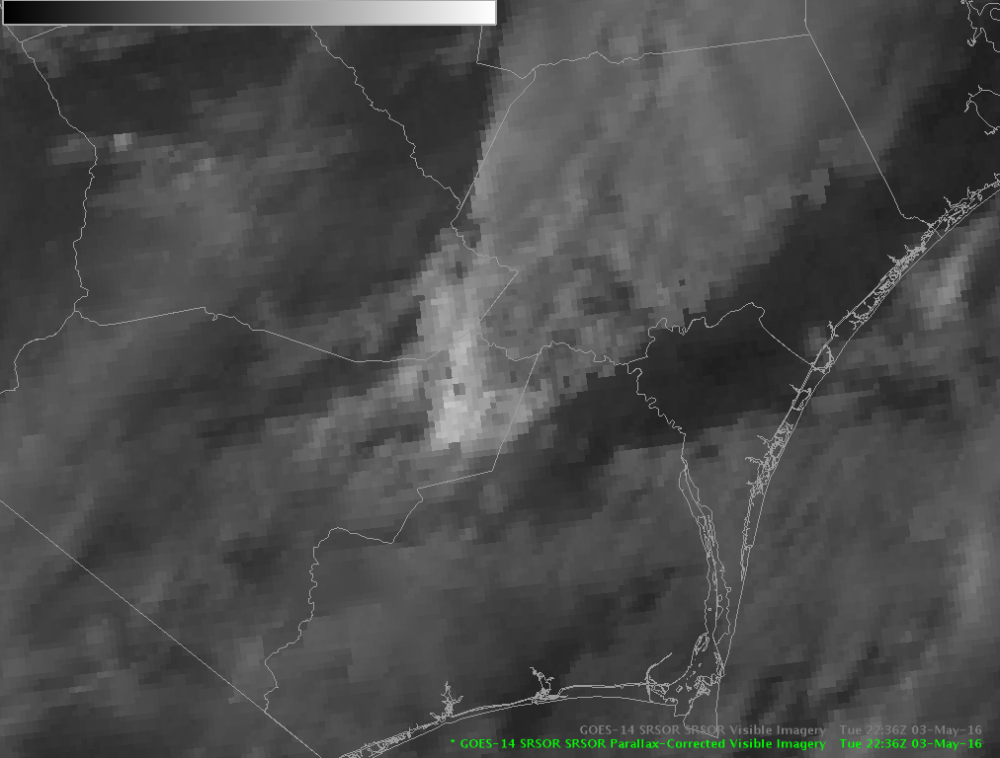 GOES-14 SRSOR SRSOR Visible Imagery Tue 22:36Z 03-May-16
* GOES-14 SRSOR SRSOR Parallax-Corrected Visible Imagery Tue 22:36Z 03-May-16